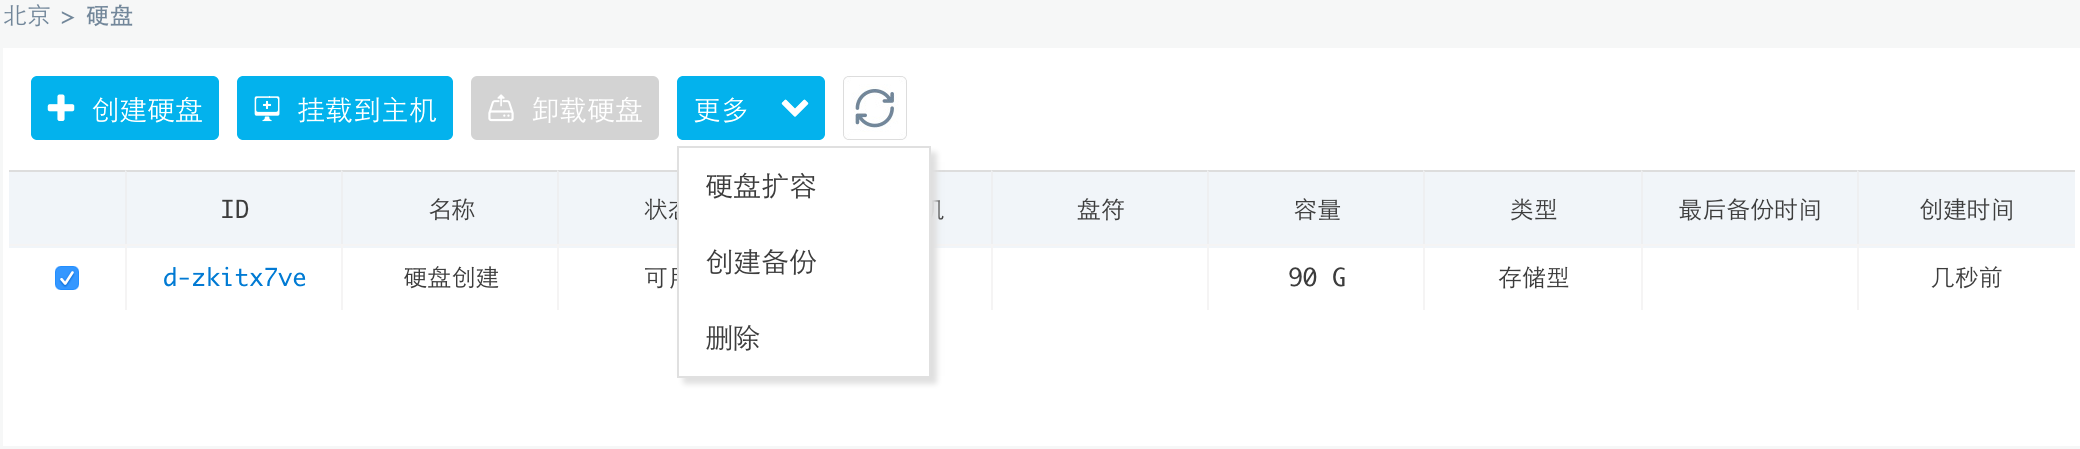 北京 > 硬盘
创建硬盘 挂载到主机 卸载硬盘 更多
硬盘扩容
创建备份
删除
ID 名称 状 盘符 容量 类型 最后备份时间 创建时间
d-zkitx7ve 硬盘创建 可 90 G 存储型 几秒前